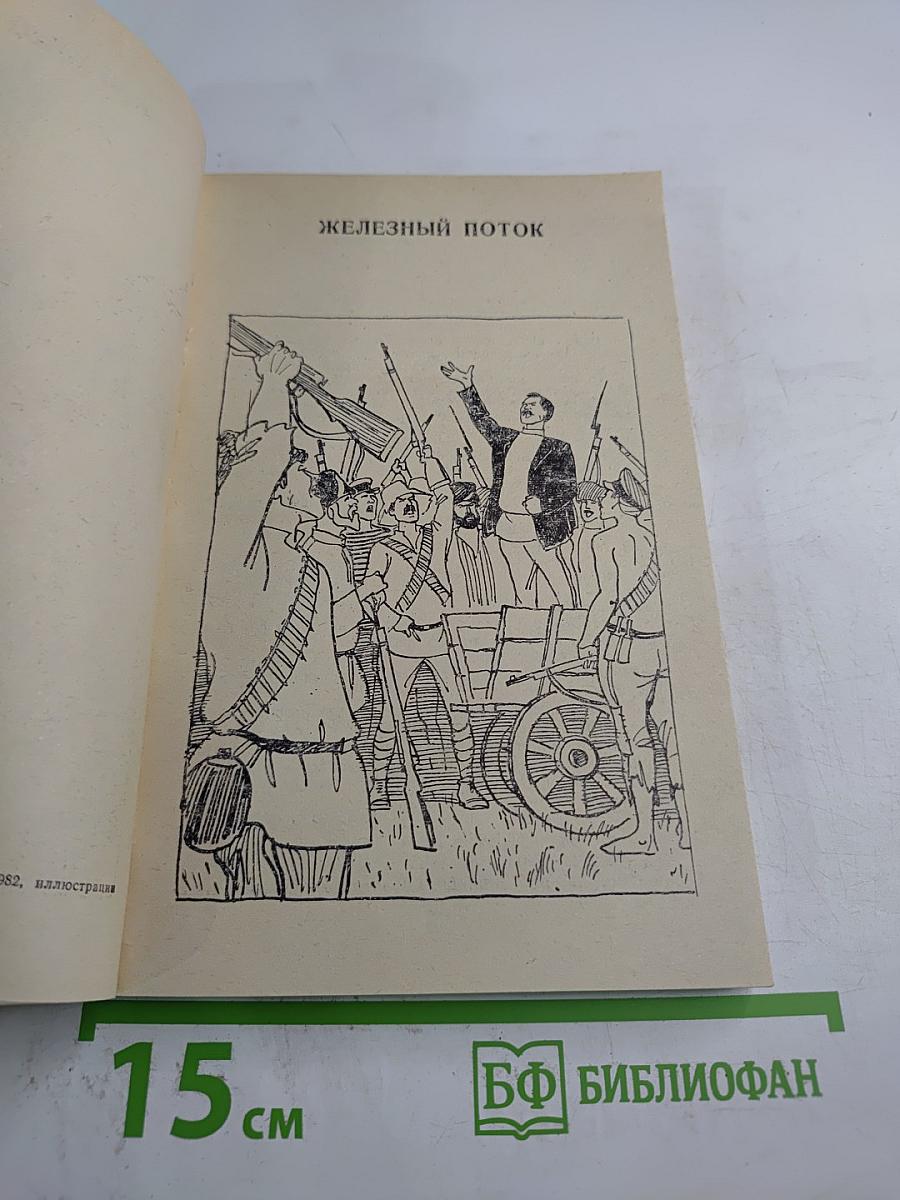 ЖЕЛЕЗНЫЙ ПОТОК
982, иллюстрации
15 см
БФ БИБЛИОФАН